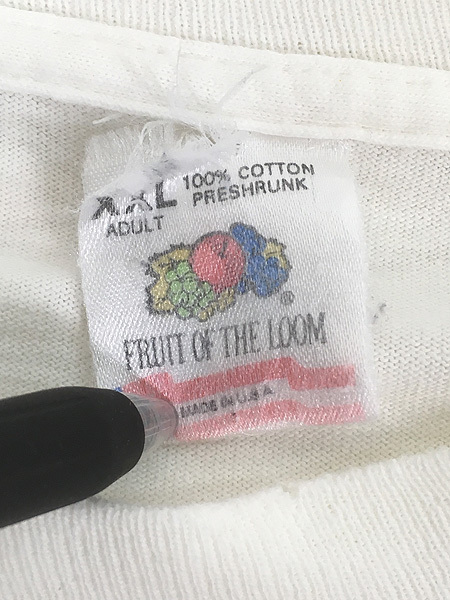 XXL 100% COTTON
ADULT PRESHRUNK
®
FRUIT OF THE LOOM
MADE IN U.S.A